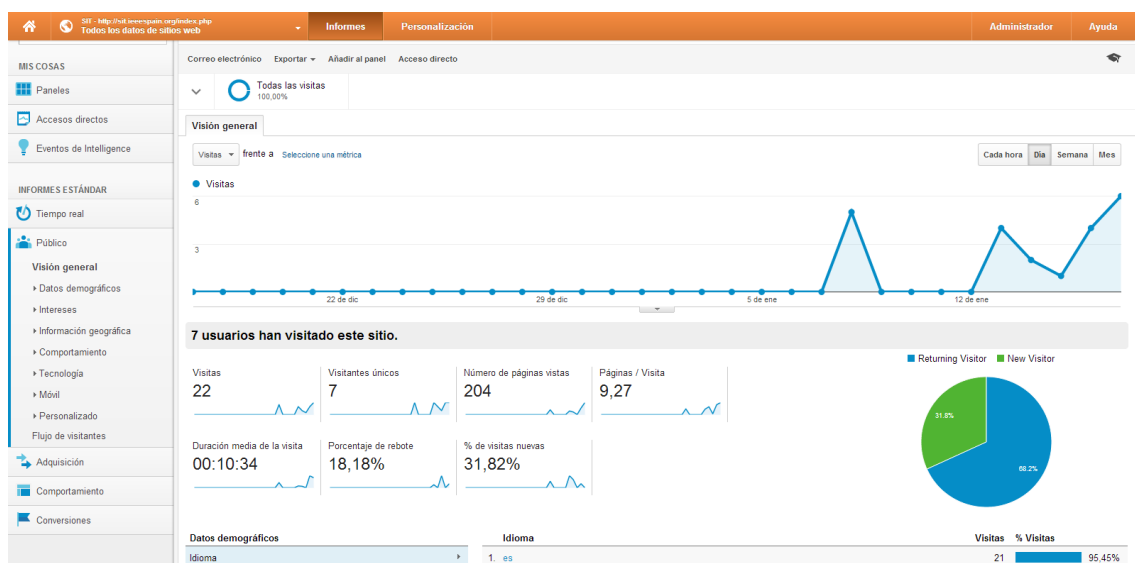 SIT - http://sit.ieeespain.org/index.php
Todos los datos de sitios web
Informes
Personalización
Administrador
Ayuda
MIS COSAS
Paneles
Accesos directos
Eventos de Intelligence
INFORMES ESTÁNDAR
Tiempo real
Público
Visión general
Datos demográficos
Intereses
Información geográfica
Comportamiento
Tecnología
Móvil
Personalizado
Flujo de visitantes
Adquisición
Comportamiento
Conversiones
Correo electrónico Exportar Añadir al panel Acceso directo
Todas las visitas
100,00%
Visión general
Visitas frente a Seleccione una métrica
Cada hora Día Semana Mes
Visitas
6
3
22 de dic 29 de dic 5 de ene 12 de ene
7 usuarios han visitado este sitio.
Returning Visitor New Visitor
Visitas
22
Visitantes únicos
7
Número de páginas vistas
204
Páginas / Visita
9,27
Duración media de la visita
00:10:34
Porcentaje de rebote
18,18%
% de visitas nuevas
31,82%
31.8%
68.2%
Datos demográficos
Idioma
Idioma Visitas % Visitas
1. es 21 95,45%